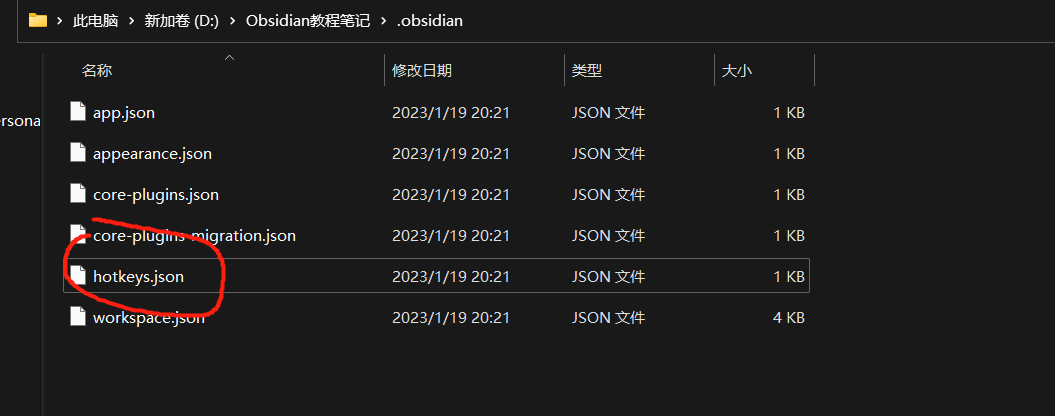 此电脑 > 新加卷 (D:) > Obsidian教程笔记 > .obsidian
名称 修改日期 类型 大小
ersona
app.json 2023/1/19 20:21 JSON 文件 1 KB
appearance.json 2023/1/19 20:21 JSON 文件 1 KB
core-plugins.json 2023/1/19 20:21 JSON 文件 1 KB
core-plugins-migration.json 2023/1/19 20:21 JSON 文件 1 KB
hotkeys.json 2023/1/19 20:21 JSON 文件 1 KB
workspace.json 2023/1/19 20:21 JSON 文件 4 KB